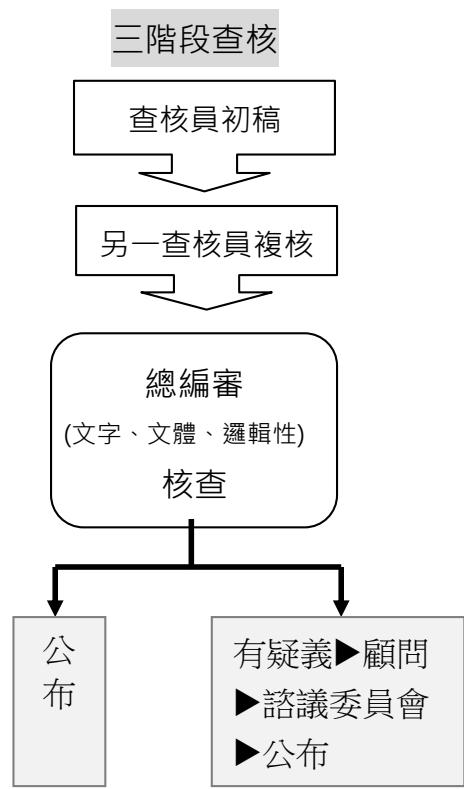 三階段查核
查核員初稿
另一查核員複核
總編審
(文字、文體、邏輯性)
核查
公
布
有疑義▶顧問
▶諮議委員會
▶公布